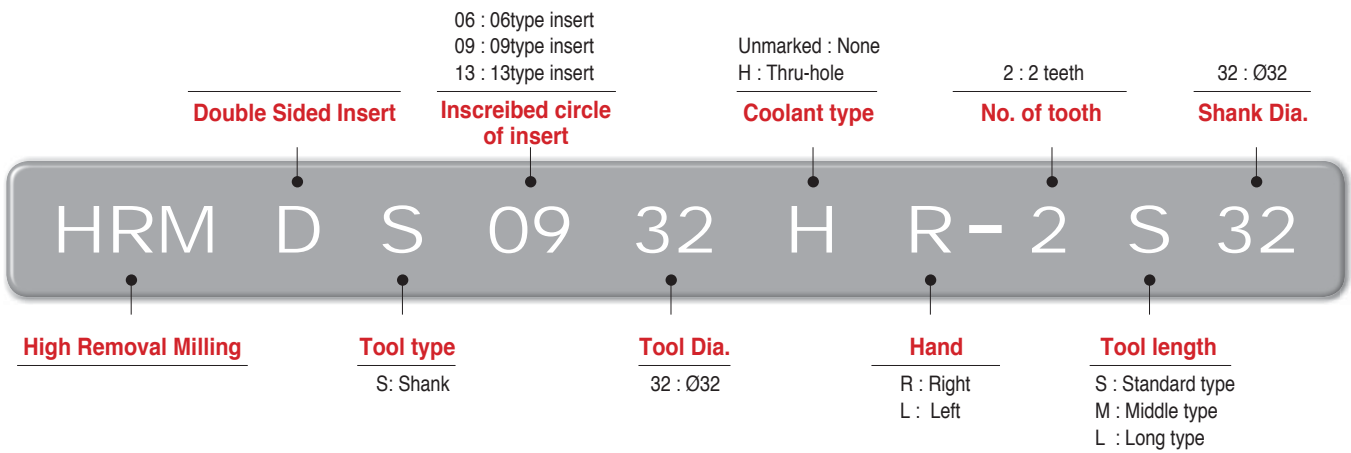 06 : 06type insert
09 : 09type insert
13 : 13type insert
Unmarked : None
H : Thru-hole
2 : 2 teeth
32 : Ø32
Double Sided Insert
Inscreibed circle
of insert
Coolant type
No. of tooth
Shank Dia.
HRM D S 09 32 H R - 2 S 32
High Removal Milling
Tool type
S: Shank
Tool Dia.
32 : Ø32
Hand
R : Right
L : Left
Tool length
S : Standard type
M : Middle type
L : Long type